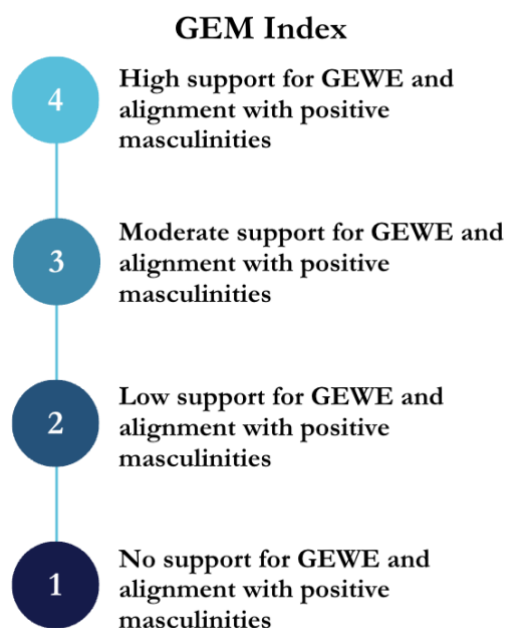 GEM Index
4
High support for GEWE and
alignment with positive
masculinities
3
Moderate support for GEWE and
alignment with positive
masculinities
2
Low support for GEWE and
alignment with positive
masculinities
1
No support for GEWE and
alignment with positive
masculinities